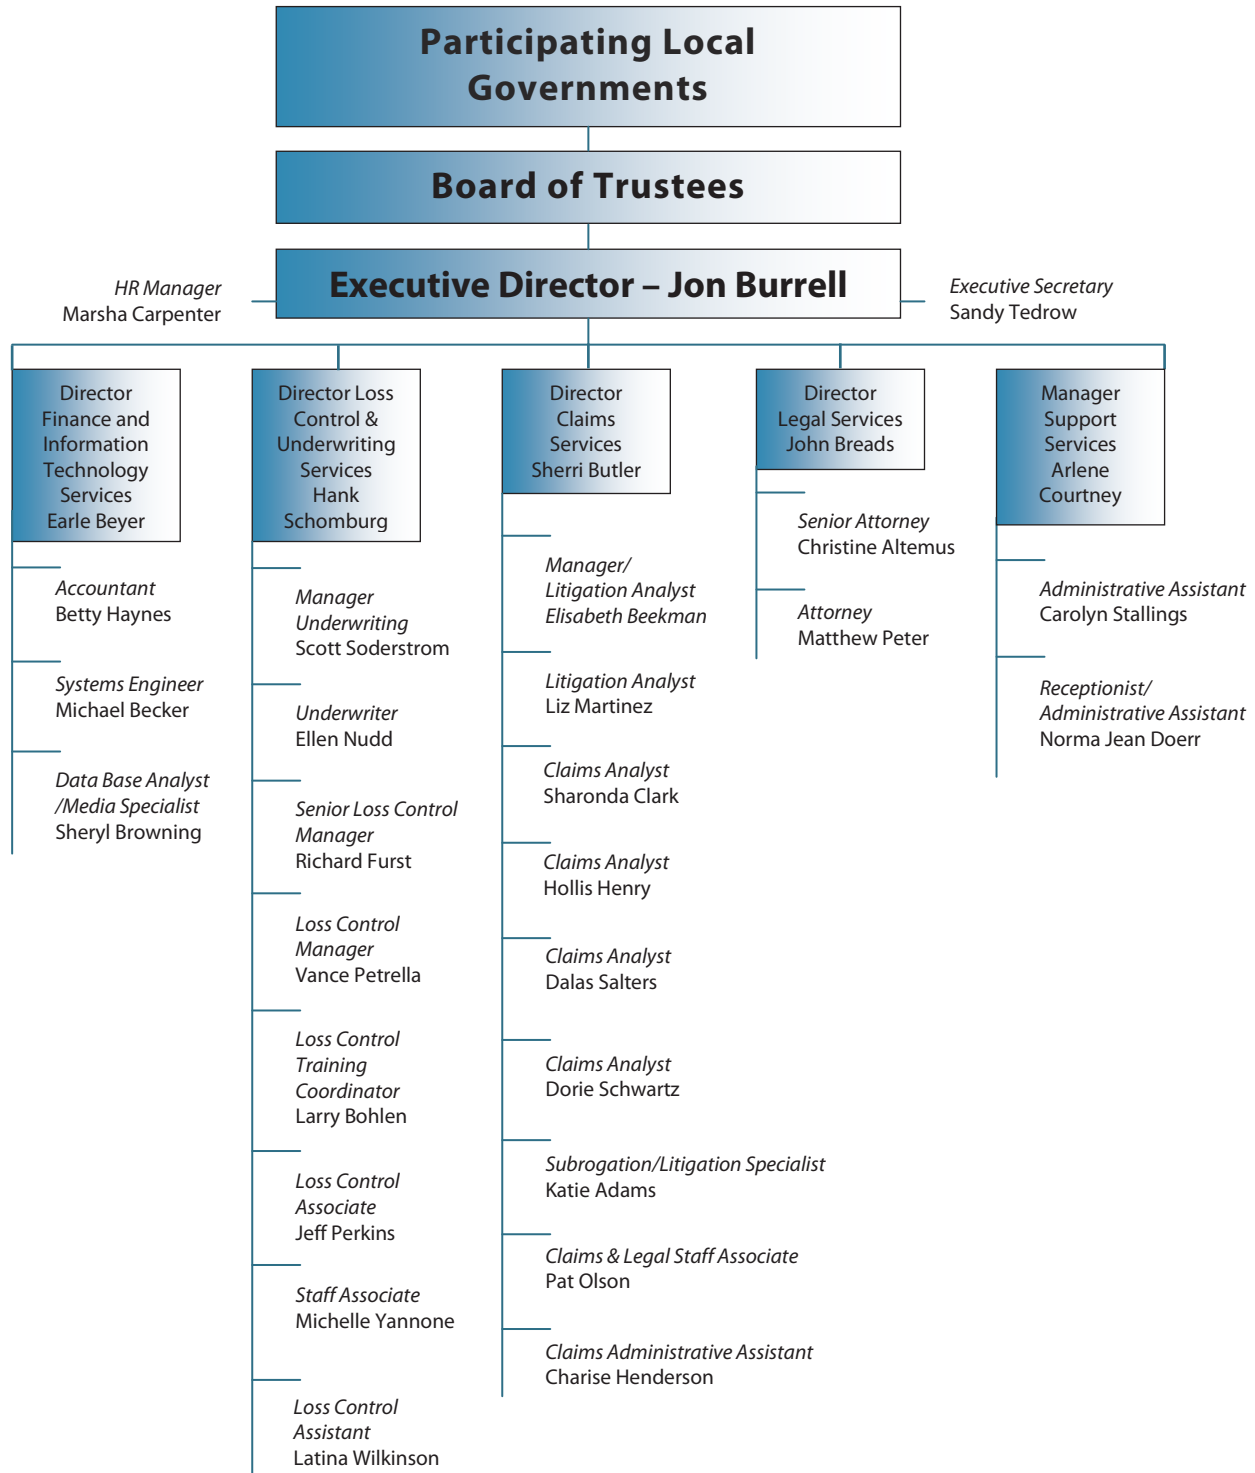 Participating Local
Governments
Board of Trustees
Executive Director – Jon Burrell
HR Manager
Marsha Carpenter
Executive Secretary
Sandy Tedrow
Director
Finance and
Information
Technology
Services
Earle Beyer
Accountant
Betty Haynes
Systems Engineer
Michael Becker
Data Base Analyst
/Media Specialist
Sheryl Browning
Director Loss
Control &
Underwriting
Services
Hank
Schomburg
Manager
Underwriting
Scott Soderstrom
Underwriter
Ellen Nudd
Senior Loss Control
Manager
Richard Furst
Loss Control
Manager
Vance Petrella
Loss Control
Training
Coordinator
Larry Bohlen
Loss Control
Associate
Jeff Perkins
Staff Associate
Michelle Yannone
Loss Control
Assistant
Latina Wilkinson
Director
Claims
Services
Sherri Butler
Manager/
Litigation Analyst
Elisabeth Beekman
Litigation Analyst
Liz Martinez
Claims Analyst
Sharonda Clark
Claims Analyst
Hollis Henry
Claims Analyst
Dalas Salters
Claims Analyst
Dorie Schwartz
Subrogation/Litigation Specialist
Katie Adams
Claims & Legal Staff Associate
Pat Olson
Claims Administrative Assistant
Charise Henderson
Director
Legal Services
John Breads
Senior Attorney
Christine Altemus
Attorney
Matthew Peter
Manager
Support
Services
Arlene
Courtney
Administrative Assistant
Carolyn Stallings
Receptionist/
Administrative Assistant
Norma Jean Doerr